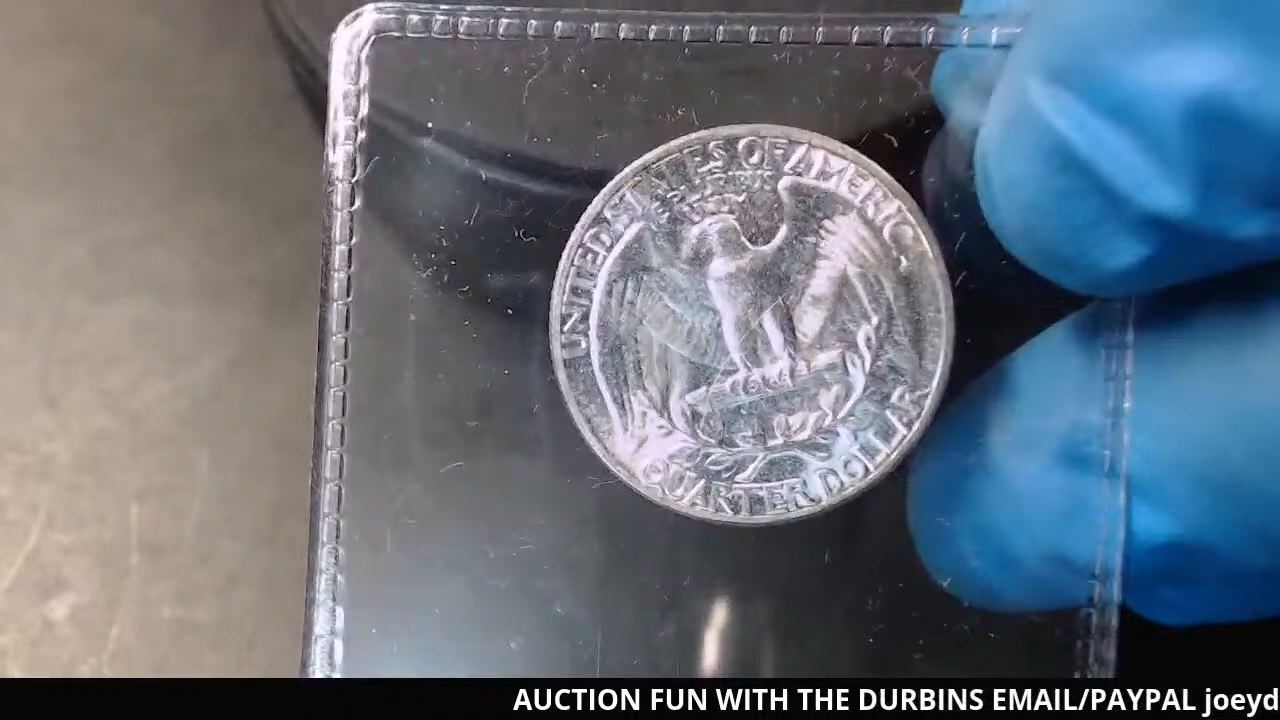 UNITED STATES OF AMERICA
QUARTER DOLLAR
AUCTION FUN WITH THE DURBINS EMAIL/PAYPAL joeyd